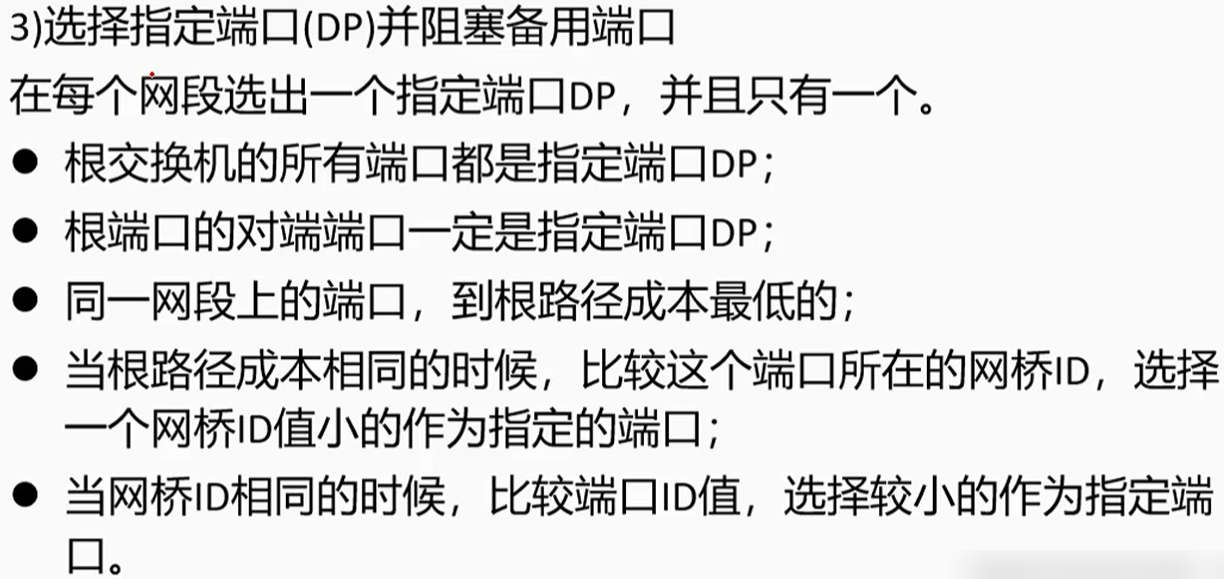 3)选择指定端口(DP)并阻塞备用端口
在每个网段选出一个指定端口DP，并且只有一个。
● 根交换机的所有端口都是指定端口DP；
● 根端口的对端端口一定是指定端口DP；
● 同一网段上的端口，到根路径成本最低的；
● 当根路径成本相同的时候，比较这个端口所在的网桥ID，选择
一个网桥ID值小的作为指定的端口；
● 当网桥ID相同的时候，比较端口ID值，选择较小的作为指定端
口。